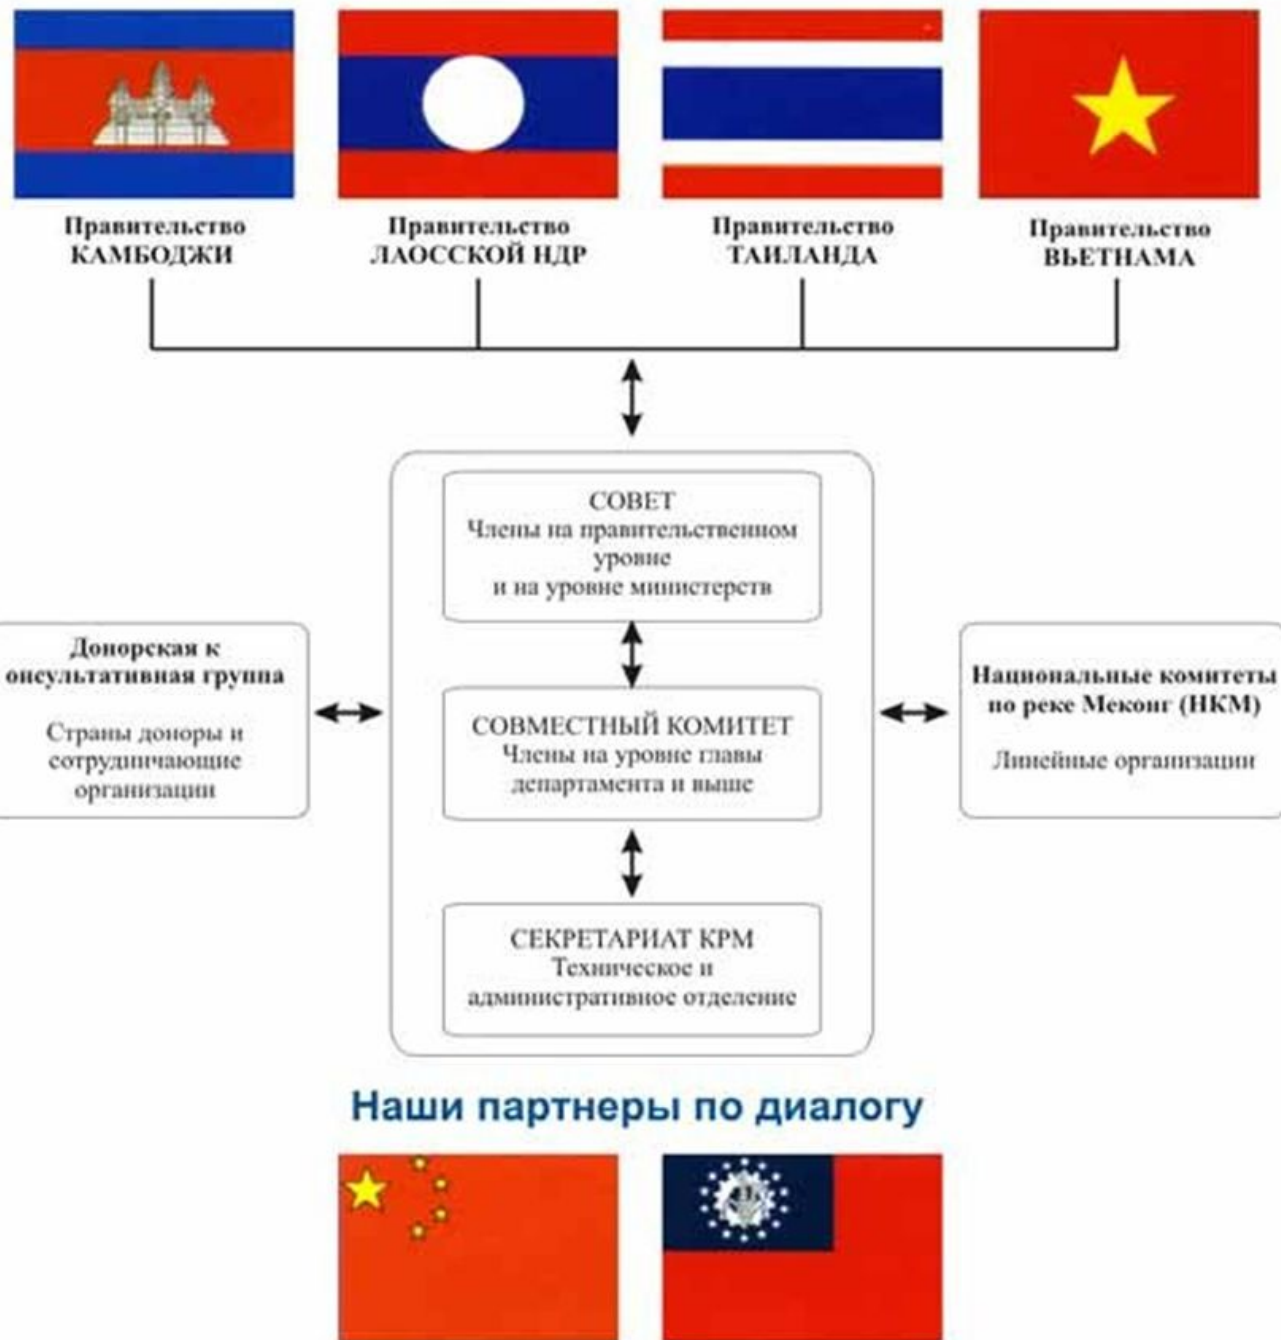 Правительство
КАМБОДЖИ
Правительство
ЛАОССКОЙ НДР
Правительство
ТАИЛАНДА
Правительство
ВЬЕТНАМА
СОВЕТ
Члены на правительственном
уровне
и на уровне министерств
Донорская к
онсультативная группа
Страны доноры и
сотрудничающие
организации
СОВМЕСТНЫЙ КОМИТЕТ
Члены на уровне главы
департамента и выше
Национальные комитеты
по реке Меконг (НКМ)
Линейные организации
СЕКРЕТАРИАТ КРМ
Техническое и
административное отделение
Наши партнеры по диалогу